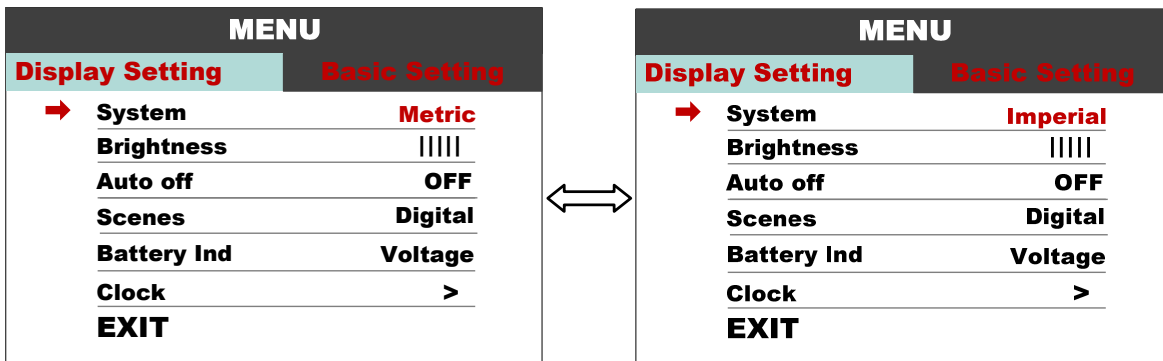 MENU
Display Setting Basic Setting
System Metric
Brightness |||||
Auto off OFF
Scenes Digital
Battery Ind Voltage
Clock >
EXIT
MENU
Display Setting Basic Setting
System Imperial
Brightness |||||
Auto off OFF
Scenes Digital
Battery Ind Voltage
Clock >
EXIT